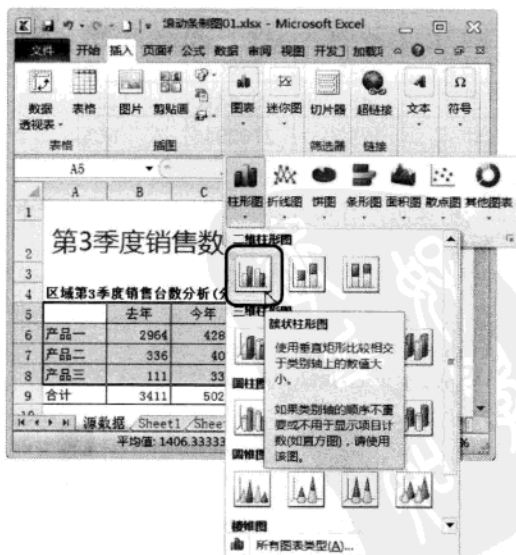 滚动条制图01.xlsx - Microsoft Excel
文件 开始 插入 页面布 公式 数据 审阅 视图 开发工 加载项
数据透视表 表格 图片 剪贴画 图表 迷你图 切片器 超链接 文本 符号
表格 插图 筛选器 链接
A5
柱形图 折线图 饼图 条形图 面积图 散点图 其他图表
A B C
1
2 第3季度销售数
3
4 区域第3季度销售台数分析(分
5 去年 今年
6 产品一 2964 428
7 产品二 336 40
8 产品三 111 33
9 合计 3411 502
源数据 Sheet1 Shee
平均值: 1406.33333
%
二维柱形图
三维柱形图
簇状柱形图
使用垂直矩形比较相交
于类别轴上的数值大
小。
如果类别轴的顺序不重
要或不用于显示项目计
数(如直方图)，请使用
该图。
圆柱图
圆锥图
棱锥图
所有图表类型(A)...